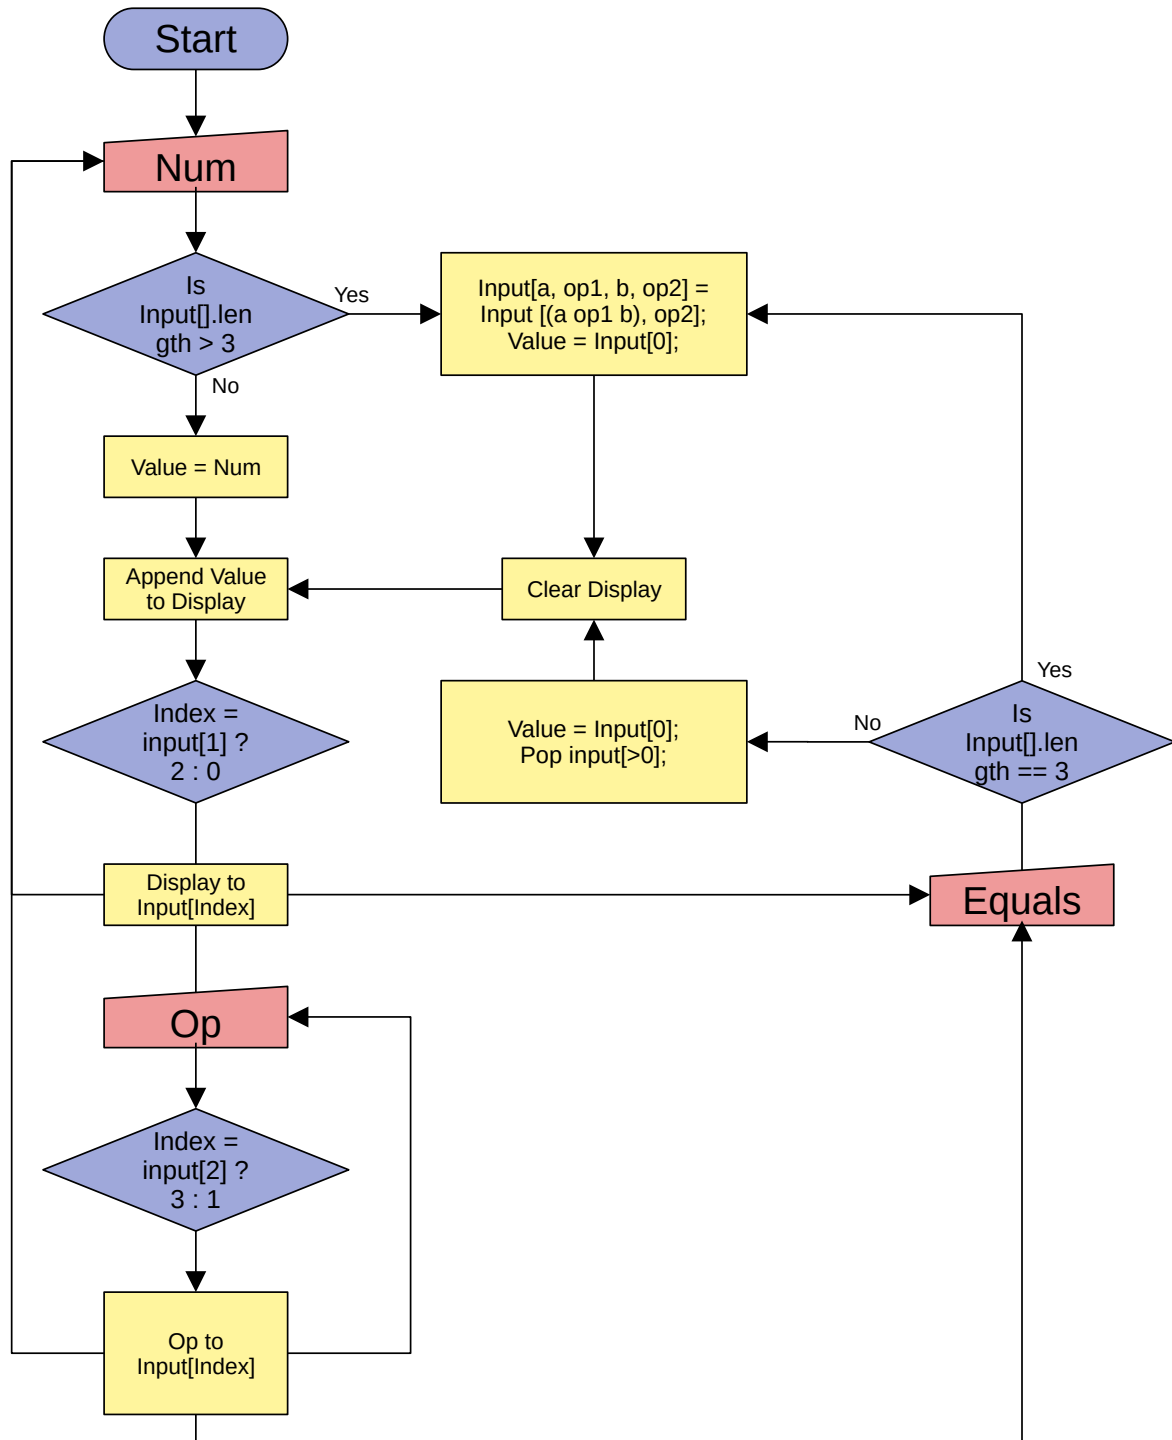 Start
Num
Is
Input[].len
gth > 3
Yes
No
Input[a, op1, b, op2] =
Input [(a op1 b), op2];
Value = Input[0];
Value = Num
Append Value
to Display
Clear Display
Index =
input[1] ?
2 : 0
Value = Input[0];
Pop input[>0];
No
Yes
Is
Input[].len
gth == 3
Display to
Input[Index]
Equals
Op
Index =
input[2] ?
3 : 1
Op to
Input[Index]